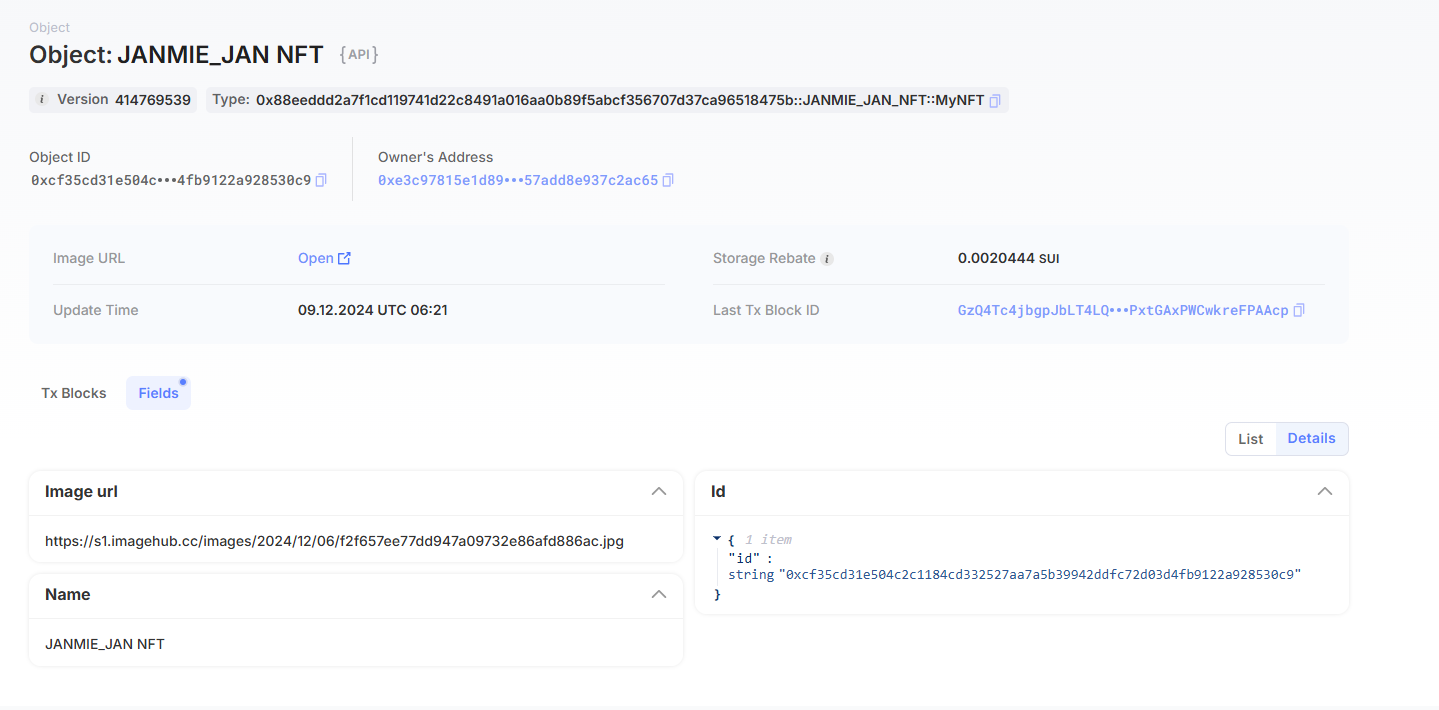 Object
Object: JANMIE_JAN NFT {API}
i Version 414769539 Type: 0x88eeddd2a7f1cd119741d22c8491a016aa0b89f5abcf356707d37ca96518475b::JANMIE_JAN_NFT::MyNFT
Object ID
0xcf35cd31e504c•••4fb9122a928530c9
Owner's Address
0xe3c97815e1d89•••57add8e937c2ac65
Image URL Open
Storage Rebate i 0.0020444 SUI
Update Time 09.12.2024 UTC 06:21
Last Tx Block ID GzQ4Tc4jbgpJbLT4LQ•••PxtGAxPWCwkreFPAAcp
Tx Blocks Fields
List Details
Image url
https://s1.imagehub.cc/images/2024/12/06/f2f657ee77dd947a09732e86afd886ac.jpg
Name
JANMIE_JAN NFT
Id
{ 1 item
"id" :
string "0xcf35cd31e504c2c1184cd332527aa7a5b39942ddfc72d03d4fb9122a928530c9"
}